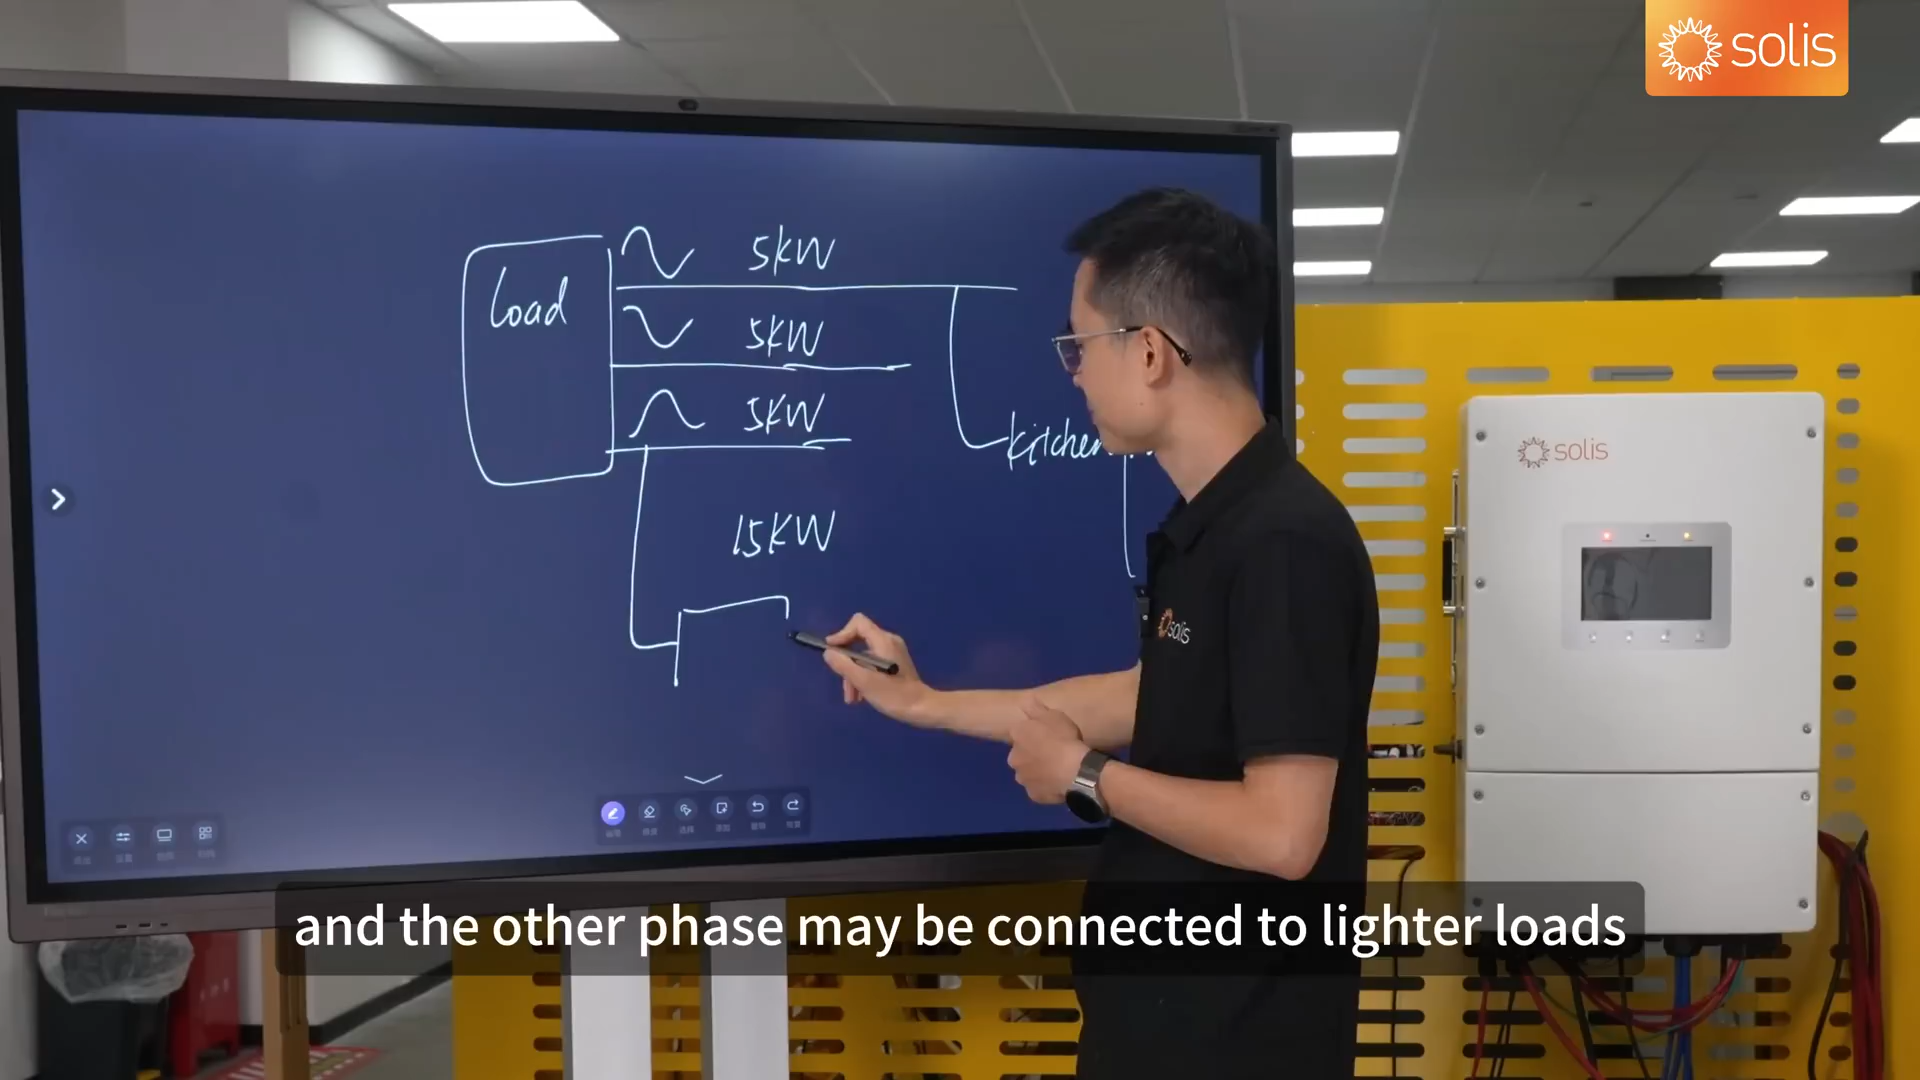 solis
5kW
Load
5kW
5kW
kitchen
solis
15KW
solis
and the other phase may be connected to lighter loads